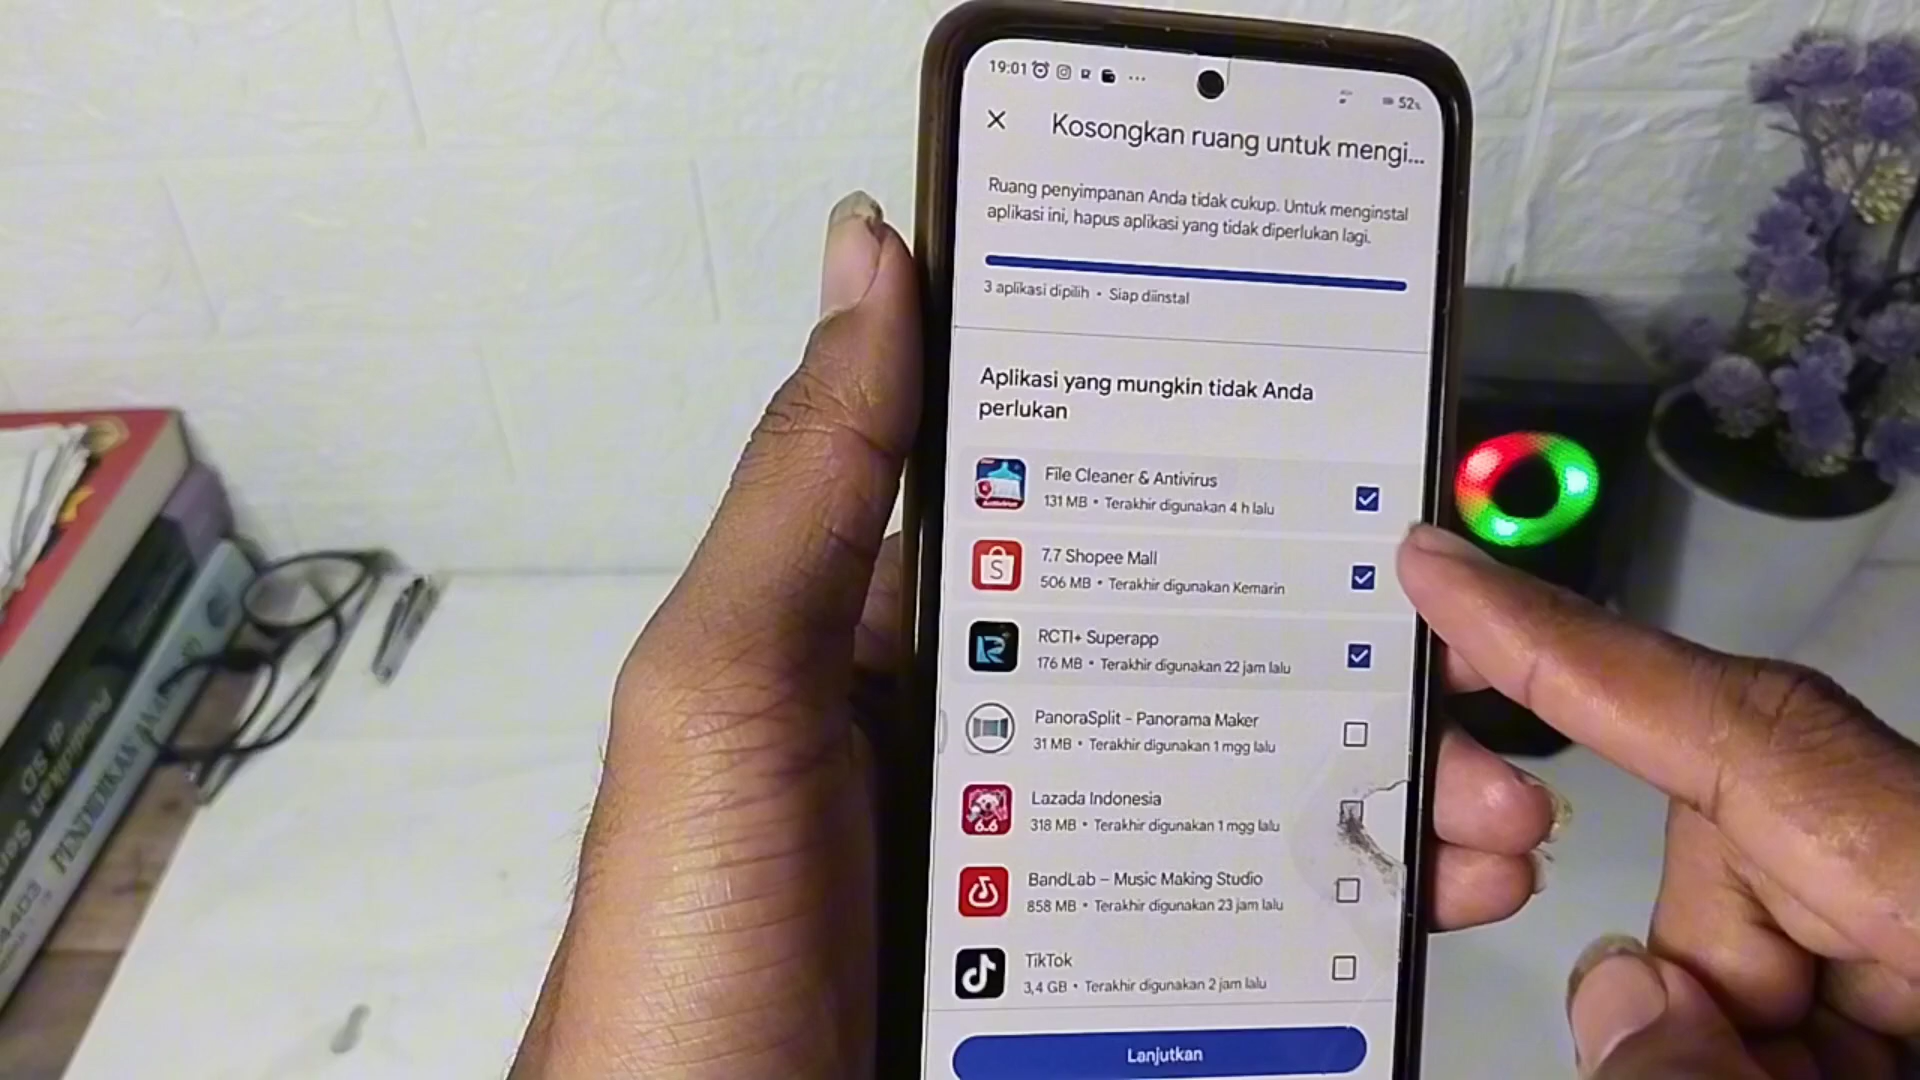 19:01
52%
Kosongkan ruang untuk mengi...
Ruang penyimpanan Anda tidak cukup. Untuk menginstal
aplikasi ini, hapus aplikasi yang tidak diperlukan lagi.
3 aplikasi dipilih • Siap diinstal
Aplikasi yang mungkin tidak Anda
perlukan
File Cleaner & Antivirus
131 MB • Terakhir digunakan 4 h lalu
7.7 Shopee Mall
506 MB • Terakhir digunakan Kemarin
RCTI+ Superapp
176 MB • Terakhir digunakan 22 jam lalu
PanoraSplit - Panorama Maker
31 MB • Terakhir digunakan 1 mgg lalu
6.6
Lazada Indonesia
318 MB • Terakhir digunakan 1 mgg lalu
BandLab – Music Making Studio
858 MB • Terakhir digunakan 23 jam lalu
TikTok
3,4 GB • Terakhir digunakan 2 jam lalu
Lanjutkan
PENDIDIKAN
di SD